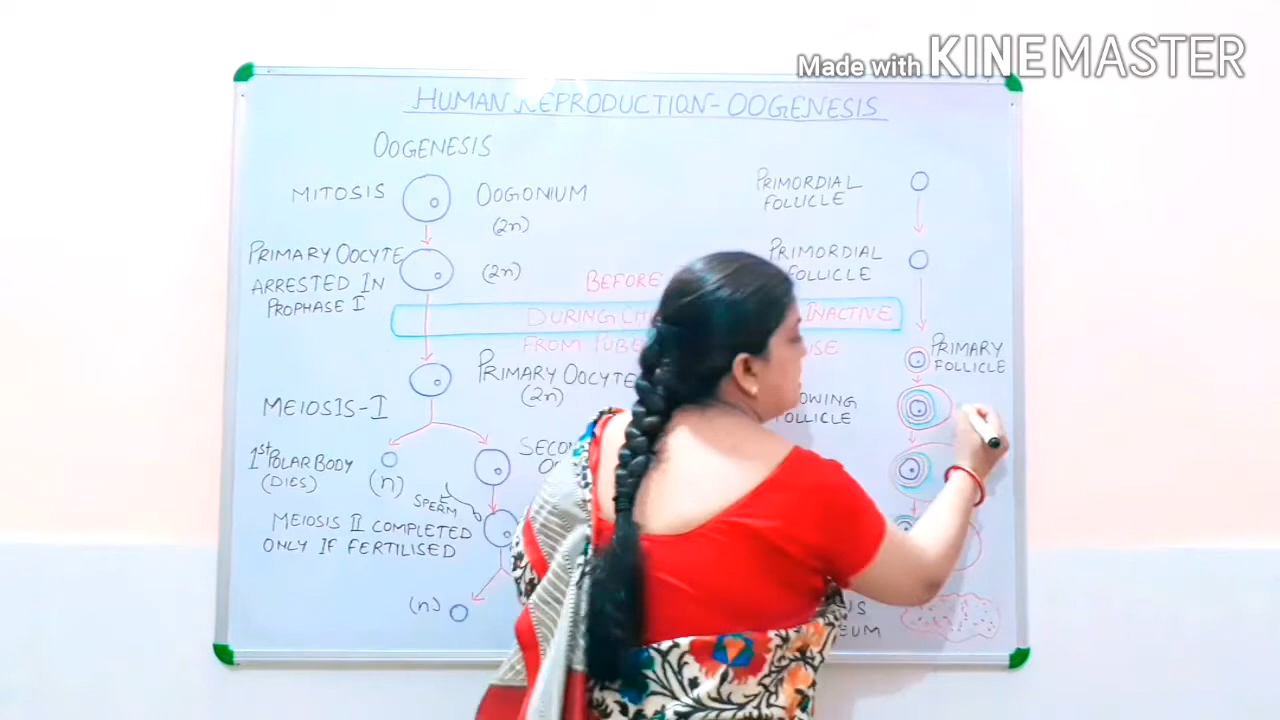 Made with KINEMASTER
HUMAN REPRODUCTION-OOGENESIS
OOGENESIS
MITOSIS
OOGONIUM
(2n)
PRIMARY OOCYTE
ARRESTED IN
PROPHASE I
(2n)
BEFORE
DURING
INACTIVE
FROM
PRIMARY OOCYTE
(2n)
MEIOSIS-I
1st POLAR BODY
(DIES)
(n)
SPERM
MEIOSIS II COMPLETED
ONLY IF FERTILISED
(n)
PRIMORDIAL
FOLLICLE
PRIMORDIAL
FOLLICLE
PRIMARY
FOLLICLE